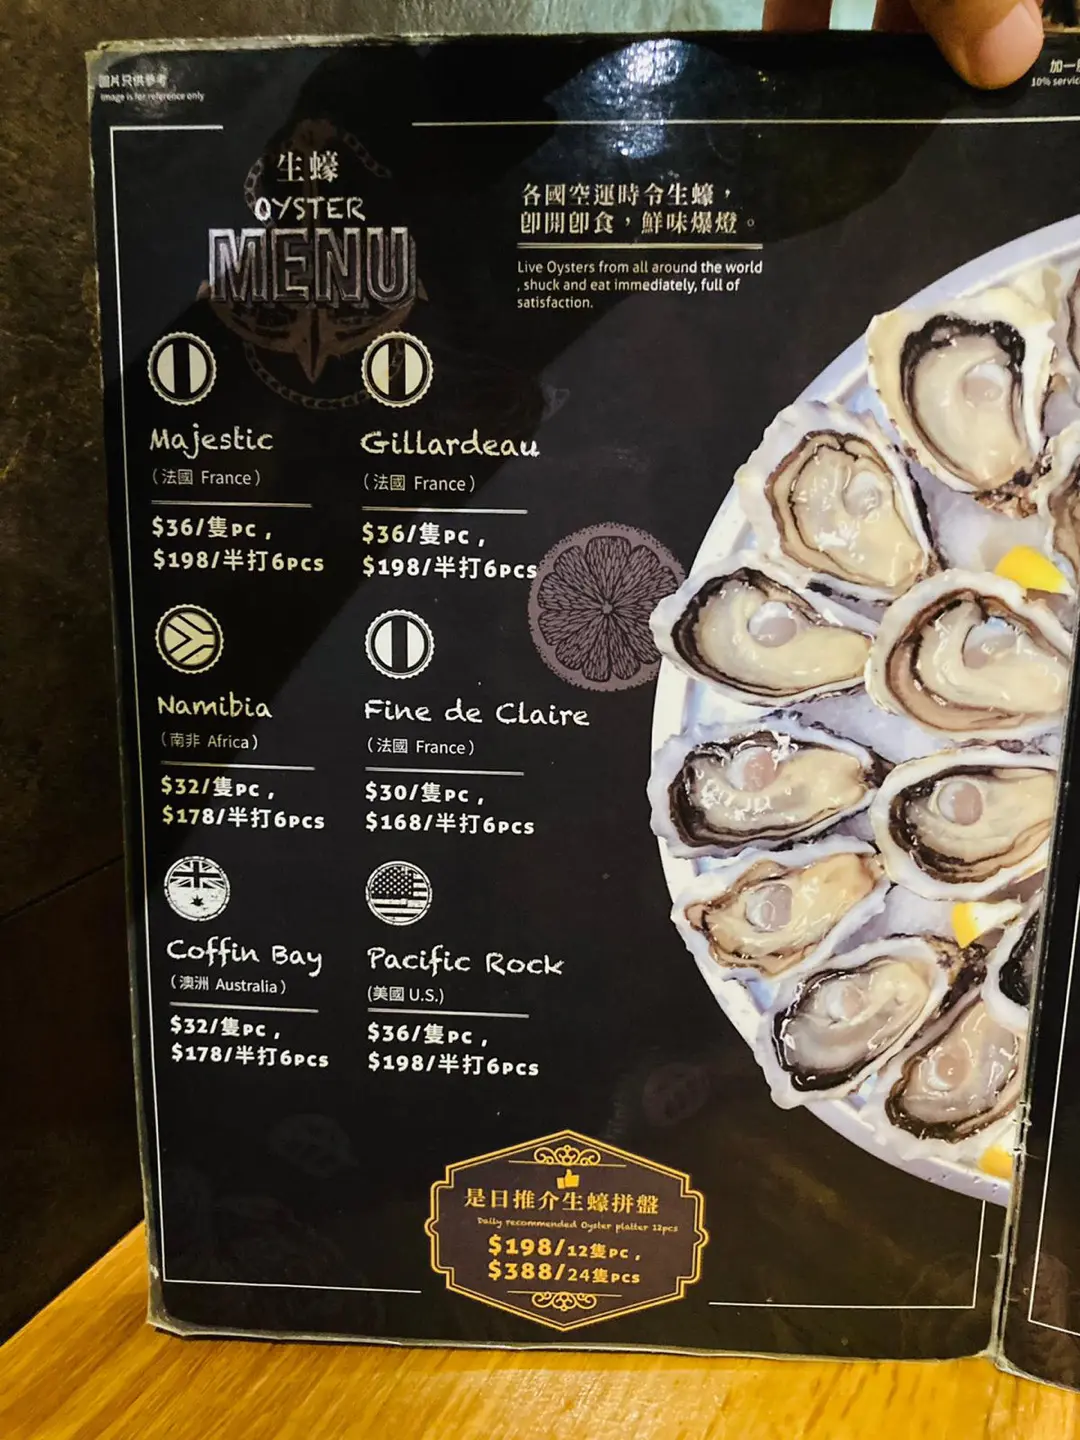 圖片只供參考
Image is for reference only
加一
10% servic
生蠔
OYSTER
MENU
各國空運時令生蠔，
即開即食，鮮味爆燈。
Live Oysters from all around the world
, shuck and eat immediately, full of
satisfaction.
Majestic
（法國 France）
$36/隻PC，
$198/半打6PCS
Gillardeau
（法國 France）
$36/隻PC，
$198/半打6PCS
Namibia
（南非 Africa）
$32/隻PC，
$178/半打6PCS
Fine de Claire
（法國 France）
$30/隻PC，
$168/半打6PCS
Coffin Bay
（澳洲 Australia）
$32/隻PC，
$178/半打6PCS
Pacific Rock
(美國 U.S.)
$36/隻PC，
$198/半打6PCS
是日推介生蠔拼盤
Daily recommended Oyster platter 12pcs
$198/12隻PC，
$388/24隻PCS